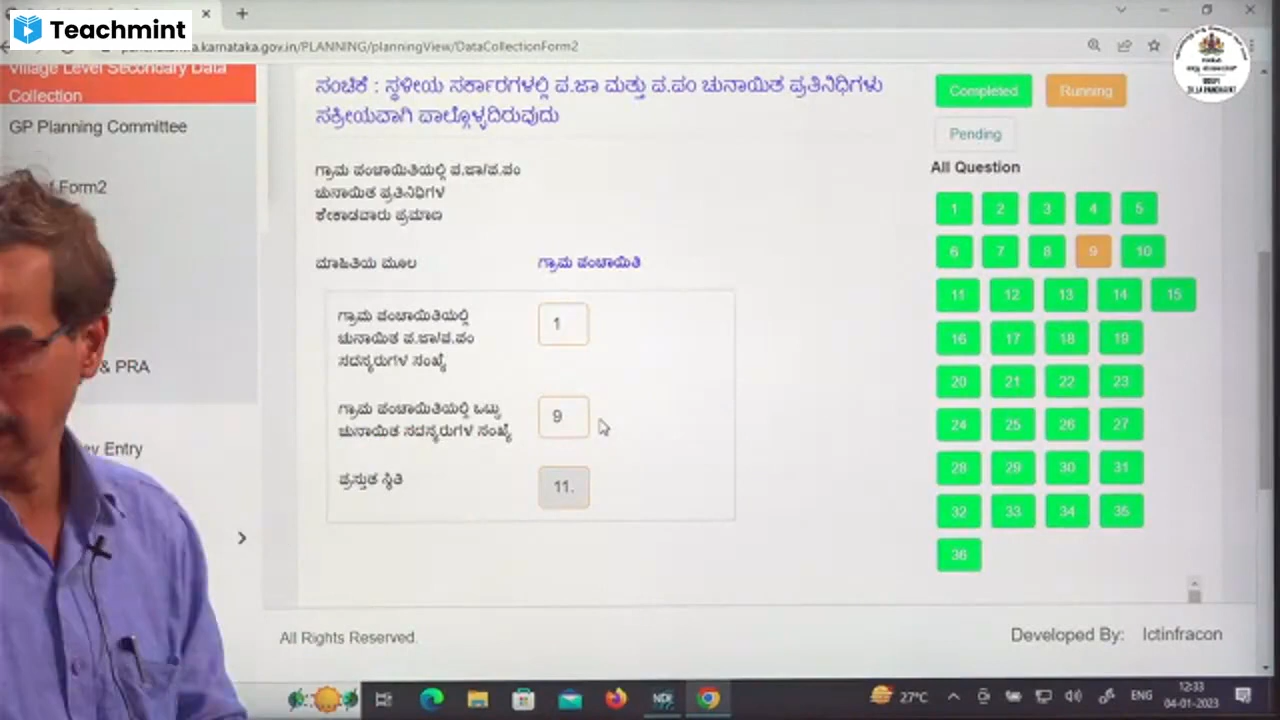 Teachmint
.karnataka.gov.in/PLANNING/planningView/DataCollectionForm2
Village Level Secondary Data
Collection
GP Planning Committee
Form2
& PRA
Entry
ಸಂಚಿಕೆ : ಸ್ಥಳೀಯ ಸರ್ಕಾರಗಳಲ್ಲಿ ಪ.ಜಾ ಮತ್ತು ಪ.ಪಂ ಚುನಾಯಿತ ಪ್ರತಿನಿಧಿಗಳು
ಸಕ್ರೀಯವಾಗಿ ಪಾಲ್ಗೊಳ್ಳದಿರುವುದು
ಗ್ರಾಮ ಪಂಚಾಯಿತಿಯಲ್ಲಿ ಪ.ಜಾ/ಪ.ಪಂ
ಚುನಾಯಿತ ಪ್ರತಿನಿಧಿಗಳ
ಶೇಕಾಡವಾರು ಪ್ರಮಾಣ
ಮಾಹಿತಿಯ ಮೂಲ ಗ್ರಾಮ ಪಂಚಾಯಿತಿ
ಗ್ರಾಮ ಪಂಚಾಯಿತಿಯಲ್ಲಿ
ಚುನಾಯಿತ ಪ.ಜಾ/ಪ.ಪಂ
ಸದಸ್ಯರುಗಳ ಸಂಖ್ಯೆ
1
ಗ್ರಾಮ ಪಂಚಾಯಿತಿಯಲ್ಲಿ ಒಟ್ಟು
ಚುನಾಯಿತ ಸದಸ್ಯರುಗಳ ಸಂಖ್ಯೆ
9
ಪ್ರಸ್ತುತ ಸ್ಥಿತಿ
11.
Completed Running
Pending
All Question
1 2 3 4 5
6 7 8 9 10
11 12 13 14 15
16 17 18 19
20 21 22 23
24 25 26 27
28 29 30 31
32 33 34 35
36
All Rights Reserved. Developed By: Ictinfracon
27°C ENG 12:33
04-01-2023